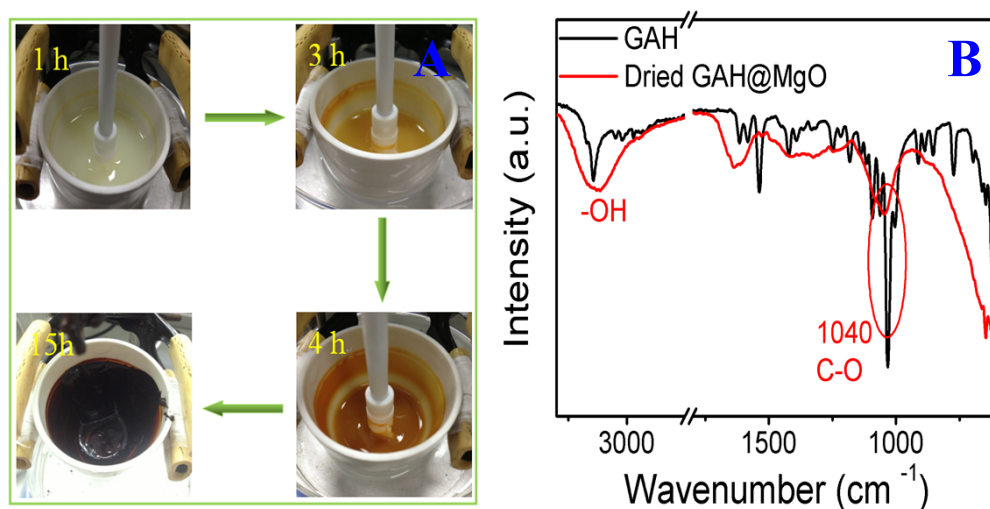 1 h
3 h
A
15h
4 h
B
GAH
Dried GAH@MgO
-OH
1040
C-O
Intensity (a.u.)
3000
1500
1000
Wavenumber (cm⁻¹)